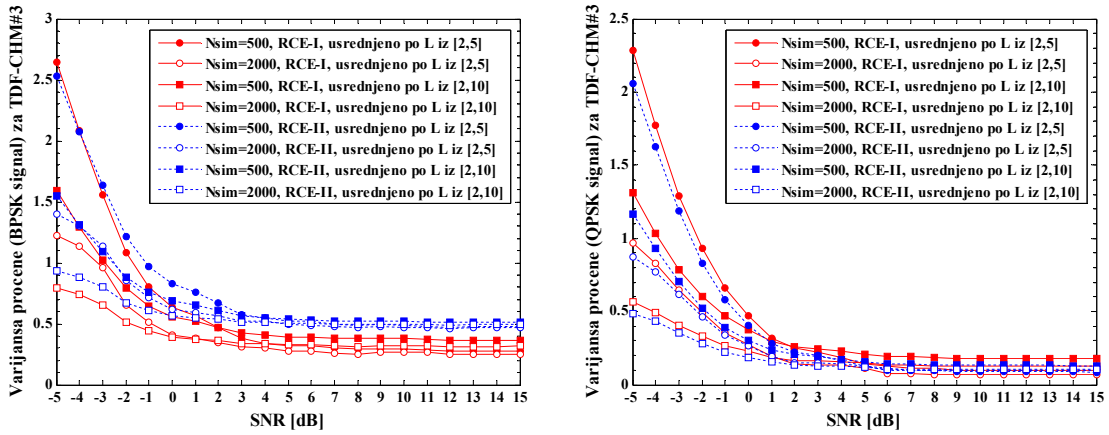 Varijansa procene (BPSK signal) za TDF-CHM#3
3
2.5
2
1.5
1
0.5
0
Nsim=500, RCE-I, usrednjeno po L iz [2,5]
Nsim=2000, RCE-I, usrednjeno po L iz [2,5]
Nsim=500, RCE-I, usrednjeno po L iz [2,10]
Nsim=2000, RCE-I, usrednjeno po L iz [2,10]
Nsim=500, RCE-II, usrednjeno po L iz [2,5]
Nsim=2000, RCE-II, usrednjeno po L iz [2,5]
Nsim=500, RCE-II, usrednjeno po L iz [2,10]
Nsim=2000, RCE-II, usrednjeno po L iz [2,10]
-5 -4 -3 -2 -1 0 1 2 3 4 5 6 7 8 9 10 11 12 13 14 15
SNR [dB]
Varijansa procene (QPSK signal) za TDF-CHM#3
2.5
2
1.5
1
0.5
0
Nsim=500, RCE-I, usrednjeno po L iz [2,5]
Nsim=2000, RCE-I, usrednjeno po L iz [2,5]
Nsim=500, RCE-I, usrednjeno po L iz [2,10]
Nsim=2000, RCE-I, usrednjeno po L iz [2,10]
Nsim=500, RCE-II, usrednjeno po L iz [2,5]
Nsim=2000, RCE-II, usrednjeno po L iz [2,5]
Nsim=500, RCE-II, usrednjeno po L iz [2,10]
Nsim=2000, RCE-II, usrednjeno po L iz [2,10]
-5 -4 -3 -2 -1 0 1 2 3 4 5 6 7 8 9 10 11 12 13 14 15
SNR [dB]